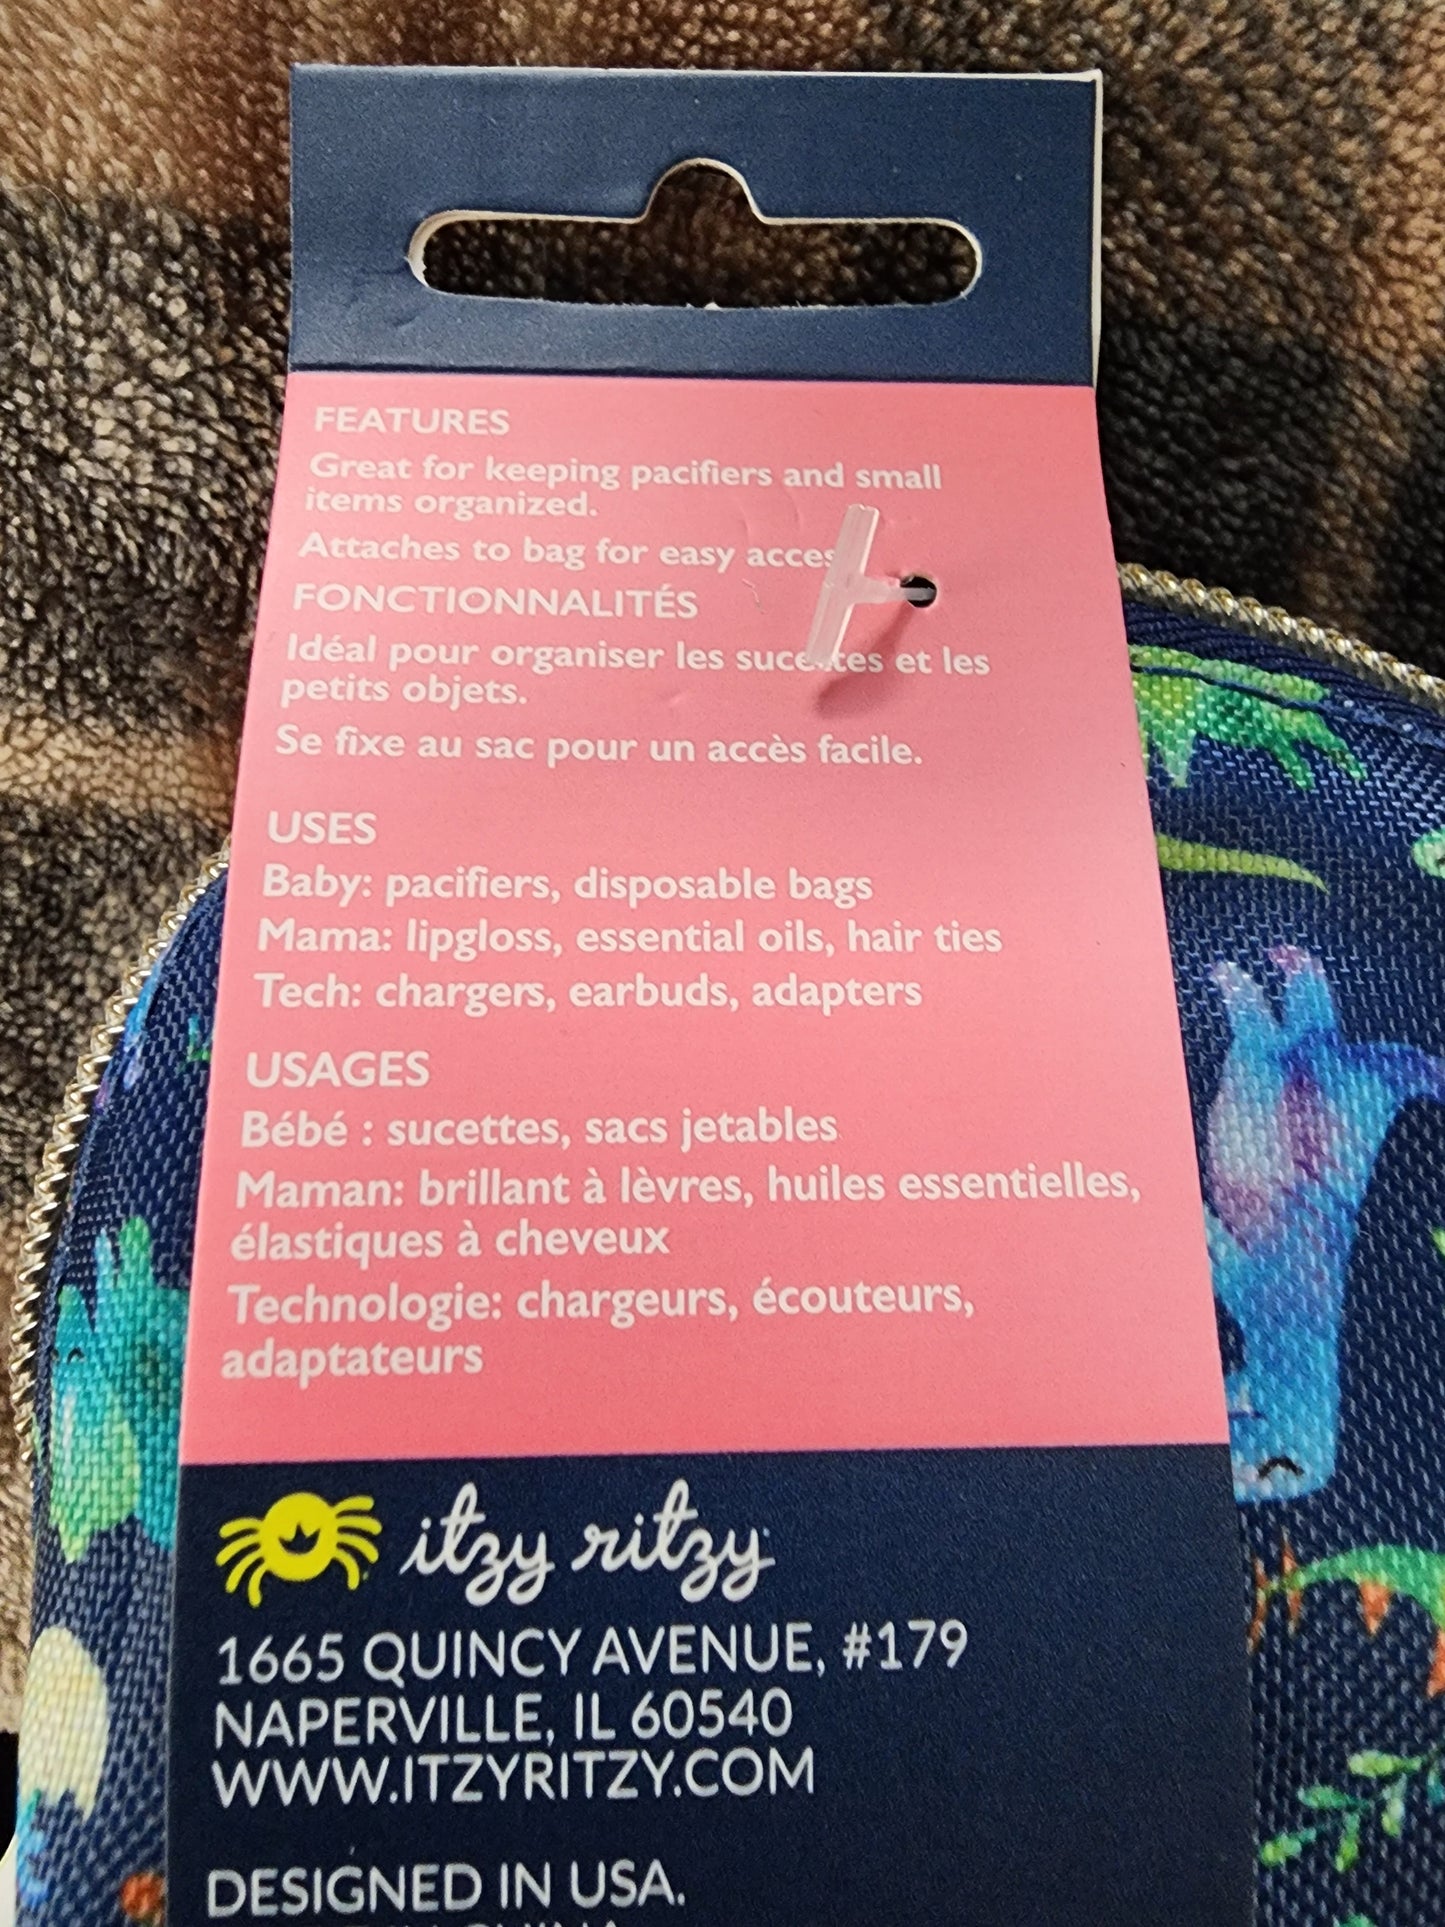 FEATURES
Great for keeping pacifiers and small
items organized.
Attaches to bag for easy
FONCTIONNALITÉS
Idéal pour organiser les sucettes et les
petits objets.
Se fixe au sac pour un accès facile.
USES
Baby: pacifiers, disposable bags
Mama: lipgloss, essential oils, hair ties
Tech: chargers, earbuds, adapters
USAGES
Bébé : sucettes, sacs jetables
Maman: brillant à lèvres, huiles essentielles,
élastiques à cheveux
Technologie: chargeurs, écouteurs,
adaptateurs
itzy ritzy
1665 QUINCY AVENUE, #179
NAPERVILLE, IL 60540
WWW.ITZYRITZY.COM
DESIGNED IN USA.